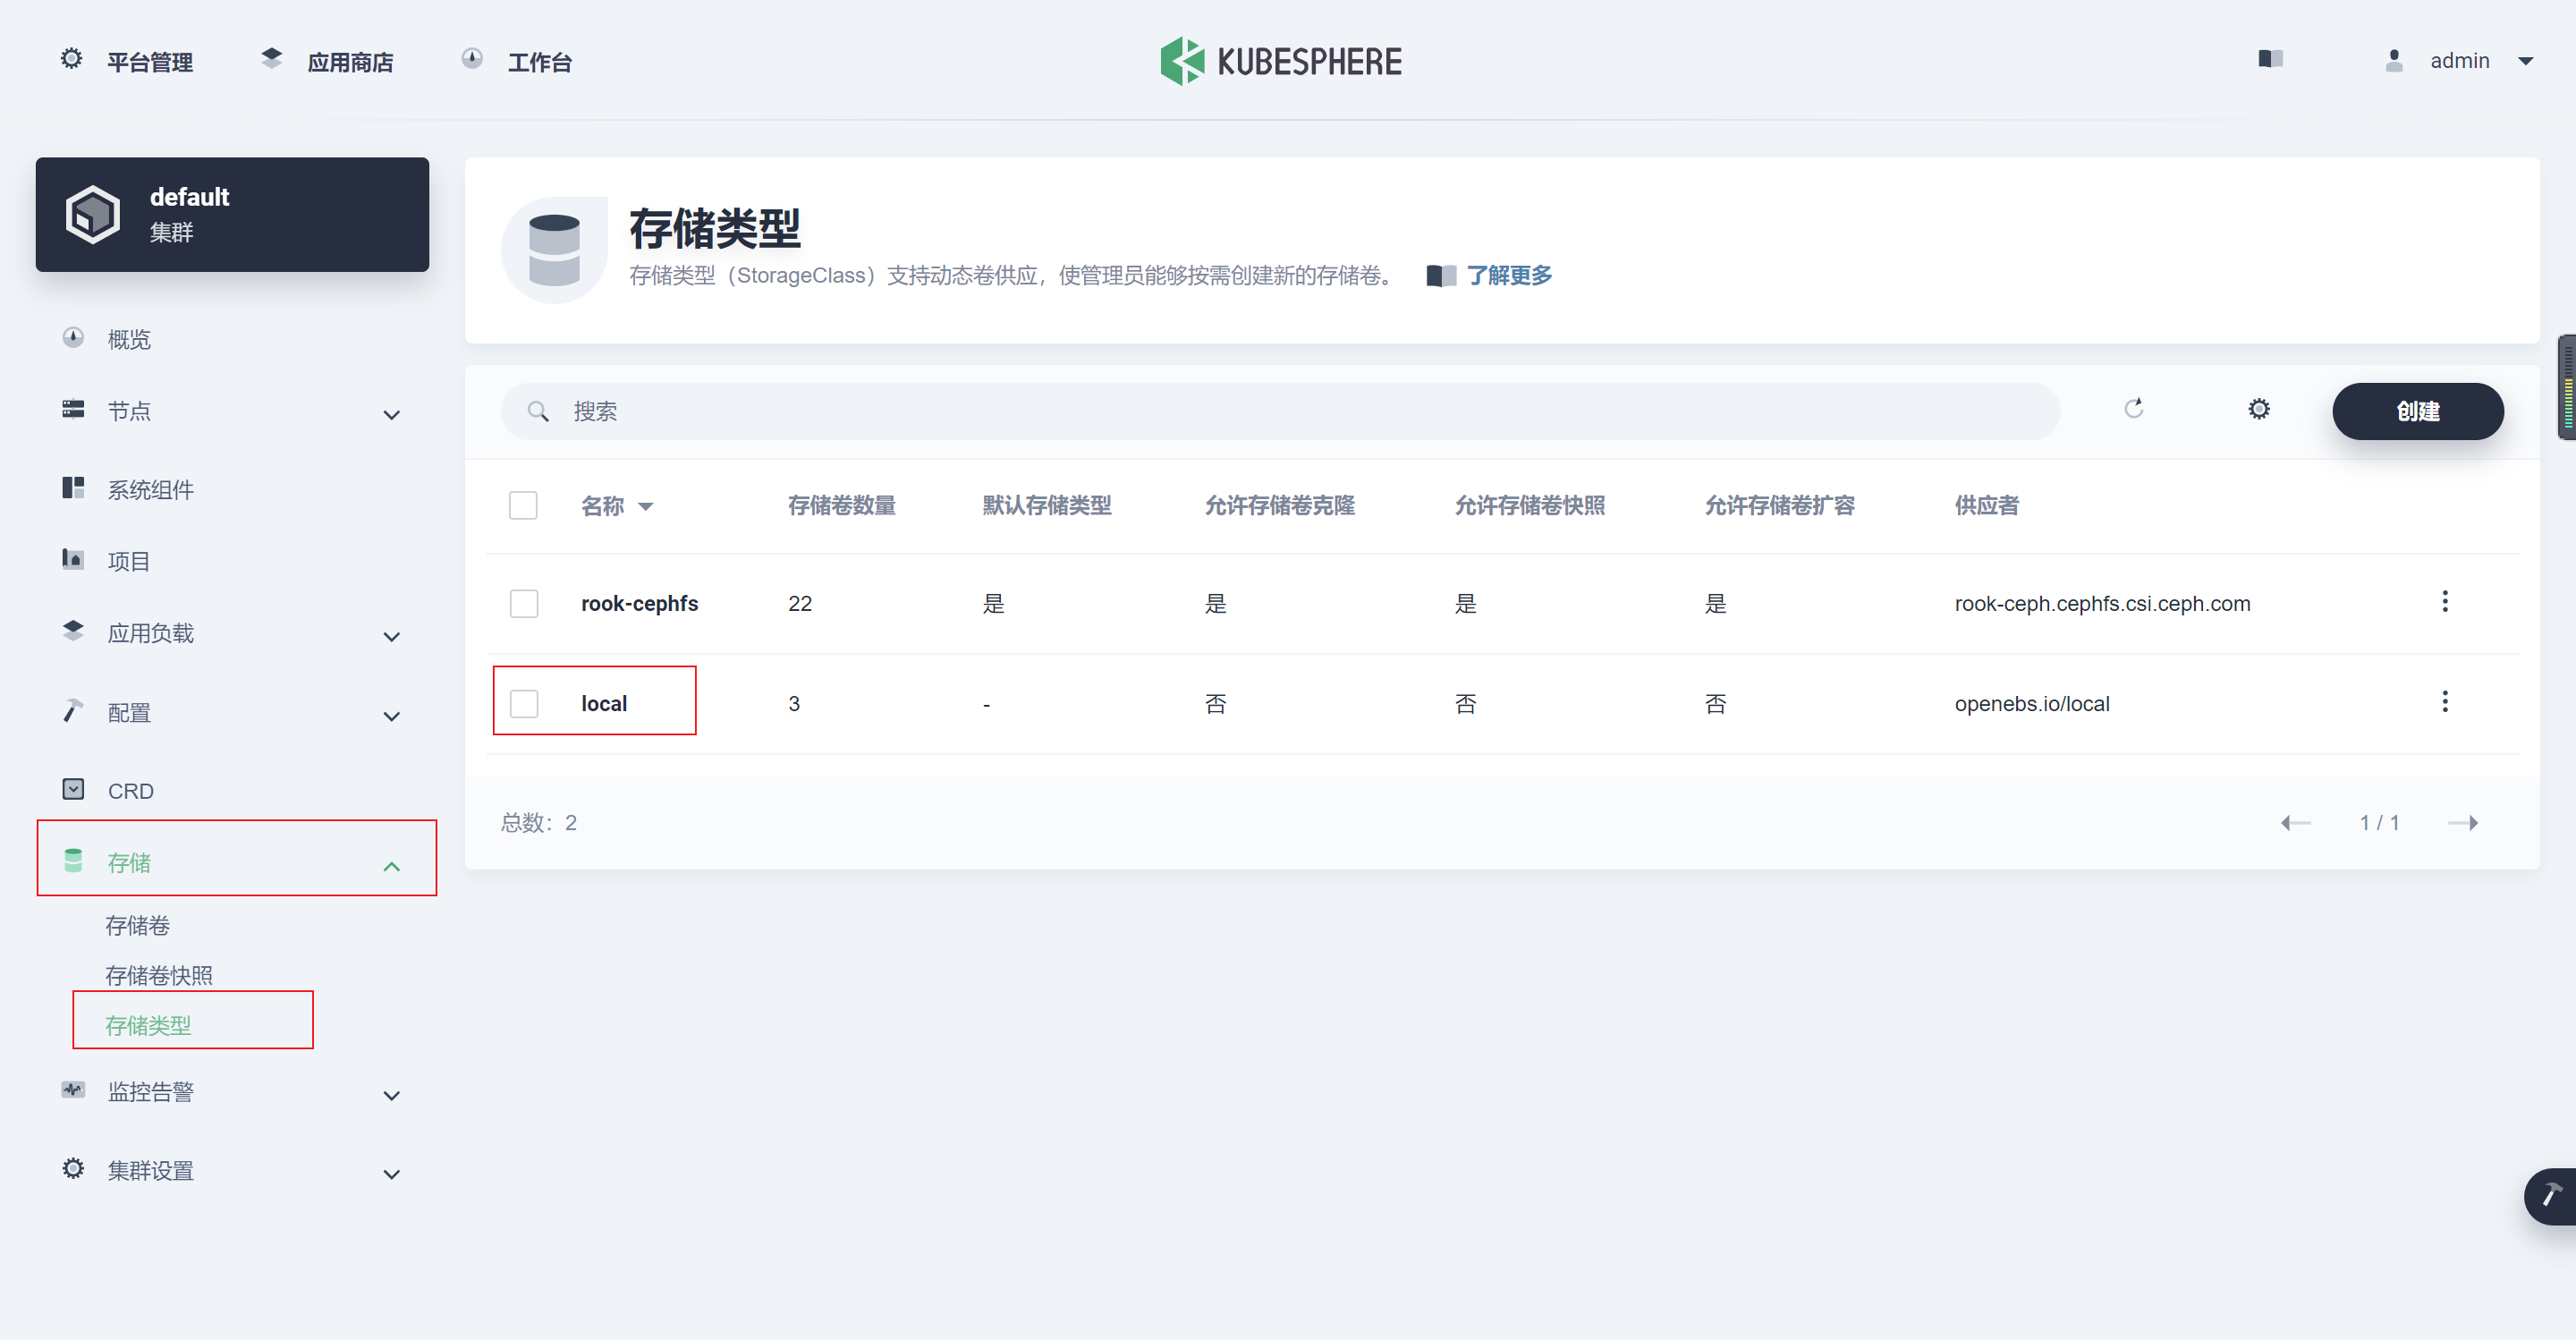 平台管理 应用商店 工作台 KUBESPHERE admin
default
集群
概览
节点
系统组件
项目
应用负载
配置
CRD
存储
存储卷
存储卷快照
存储类型
监控告警
集群设置
存储类型
存储类型（StorageClass）支持动态卷供应，使管理员能够按需创建新的存储卷。 了解更多
搜索 创建
名称 存储卷数量 默认存储类型 允许存储卷克隆 允许存储卷快照 允许存储卷扩容 供应者
rook-cephfs 22 是 是 是 是 rook-ceph.cephfs.csi.ceph.com
local 3 - 否 否 否 openebs.io/local
总数：2 1 / 1